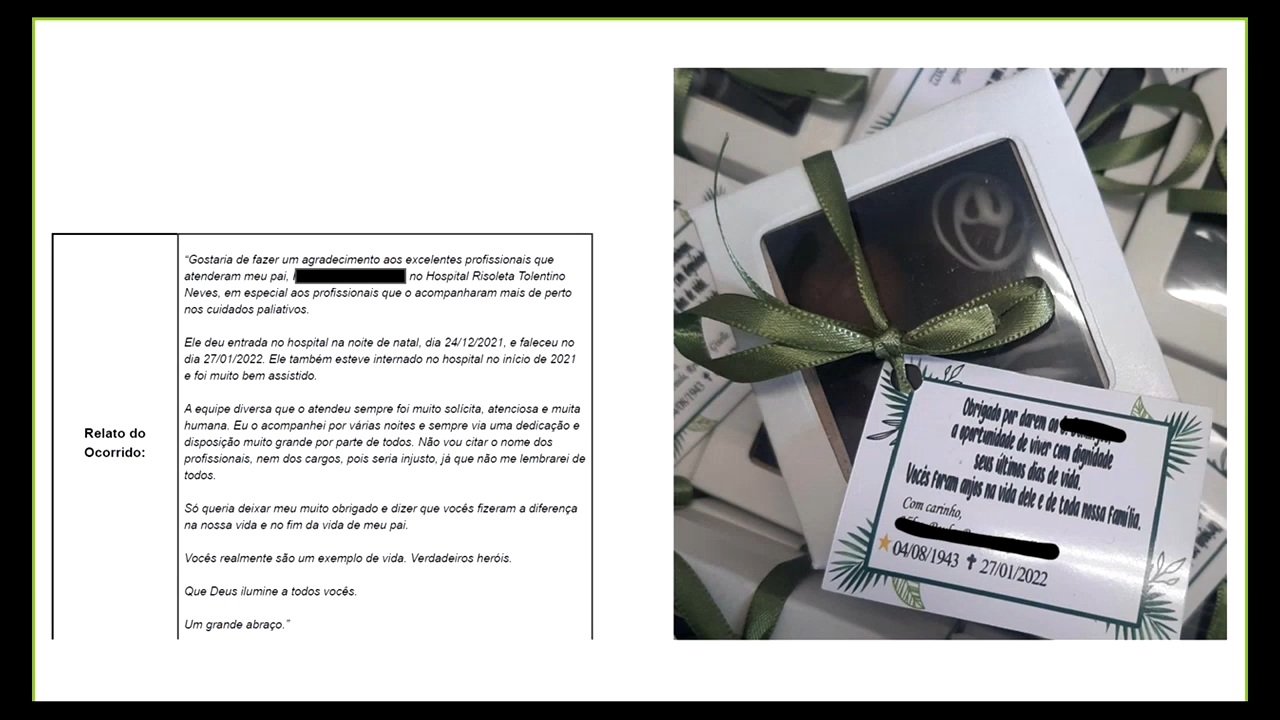 Relato do
Ocorrido:
“Gostaria de fazer um agradecimento aos excelentes profissionais que
atenderam meu pai, no Hospital Risoleta Tolentino
Neves, em especial aos profissionais que o acompanharam mais de perto
nos cuidados paliativos.
Ele deu entrada no hospital na noite de natal, dia 24/12/2021, e faleceu no
dia 27/01/2022. Ele também esteve internado no hospital no início de 2021
e foi muito bem assistido.
A equipe diversa que o atendeu sempre foi muito solícita, atenciosa e muita
humana. Eu o acompanhei por várias noites e sempre via uma dedicação e
disposição muito grande por parte de todos. Não vou citar o nome dos
profissionais, nem dos cargos, pois seria injusto, já que não me lembrarei de
todos.
Só queria deixar meu muito obrigado e dizer que vocês fizeram a diferença
na nossa vida e no fim da vida de meu pai.
Vocês realmente são um exemplo de vida. Verdadeiros heróis.
Que Deus ilumine a todos vocês.
Um grande abraço.”
Obrigado por darem ao
a oportunidade de viver com dignidade
seus últimos dias de vida.
Vocês foram anjos na vida dele e de toda nossa família.
Com carinho,
04/08/1943 ✝ 27/01/2022